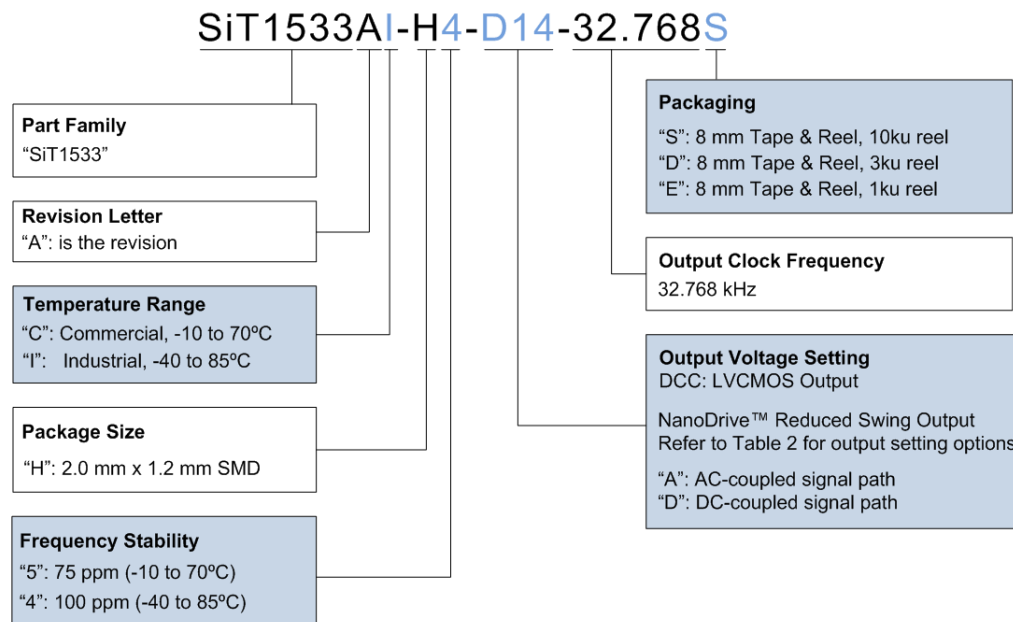 SiT1533AI-H4-D14-32.768S
Part Family
“SiT1533”
Revision Letter
“A”: is the revision
Temperature Range
“C”: Commercial, -10 to 70ºC
“I”: Industrial, -40 to 85ºC
Package Size
“H”: 2.0 mm x 1.2 mm SMD
Frequency Stability
“5”: 75 ppm (-10 to 70ºC)
“4”: 100 ppm (-40 to 85ºC)
Packaging
“S”: 8 mm Tape & Reel, 10ku reel
“D”: 8 mm Tape & Reel, 3ku reel
“E”: 8 mm Tape & Reel, 1ku reel
Output Clock Frequency
32.768 kHz
Output Voltage Setting
DCC: LVCMOS Output
NanoDrive™ Reduced Swing Output
Refer to Table 2 for output setting options
“A”: AC-coupled signal path
“D”: DC-coupled signal path